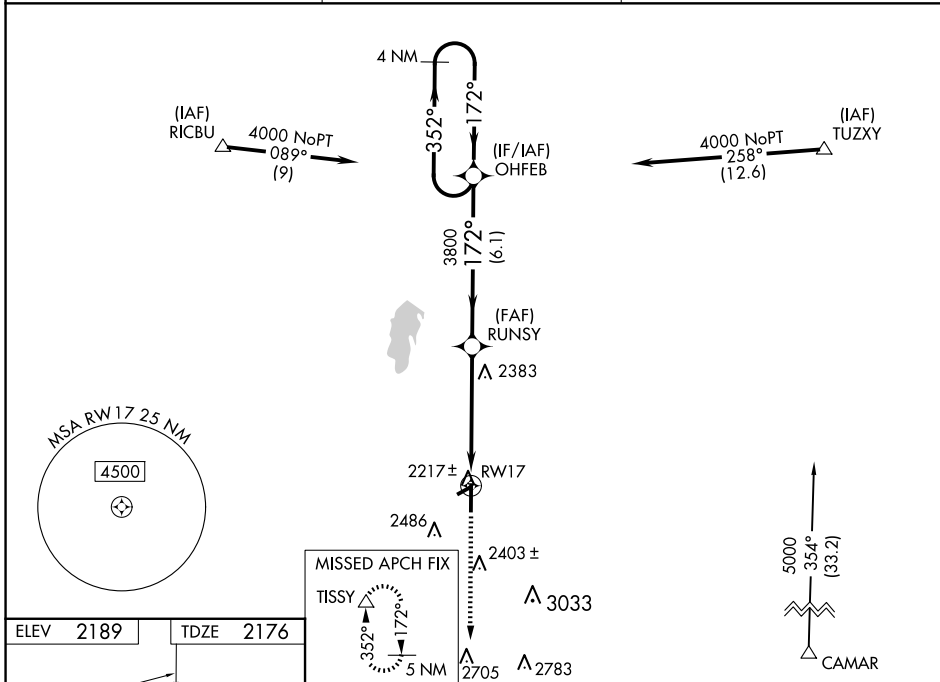 4 NM
352°
172°
(IAF)
RICBU
4000 NoPT
089°
(9)
(IF/IAF)
OHFEB
4000 NoPT
258°
(12.6)
(IAF)
TUZXY
3800
172°
(6.1)
(FAF)
RUNSY
2383
MSA RW17 25 NM
4500
2217± RW17
2486
2403 ±
3033
5000
354°
(33.2)
MISSED APCH FIX
TISSY
352°
172°
5 NM
2705
2783
CAMAR
ELEV 2189
TDZE 2176